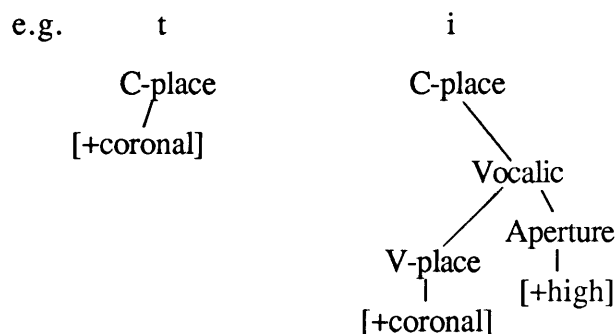 e.g. t i
C-place C-place
[+coronal]
Vocalic
Aperture
V-place
[+high]
[+coronal]